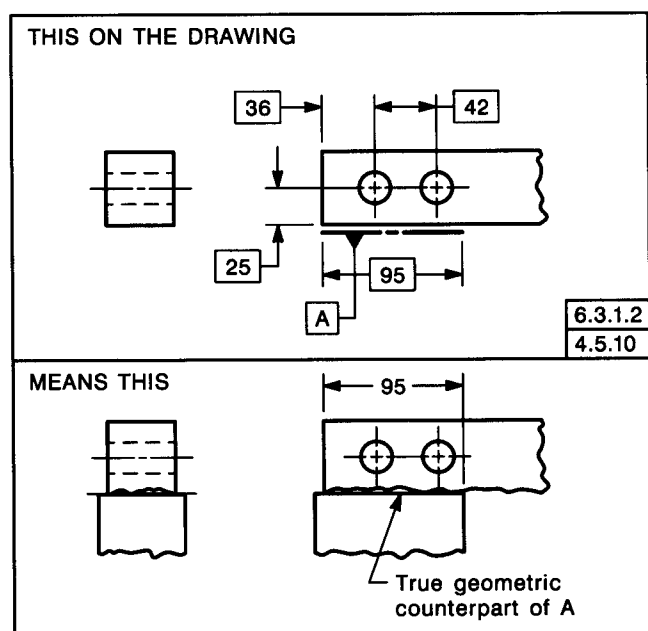 THIS ON THE DRAWING
36
42
25
95
A
6.3.1.2
4.5.10
MEANS THIS
95
True geometric
counterpart of A